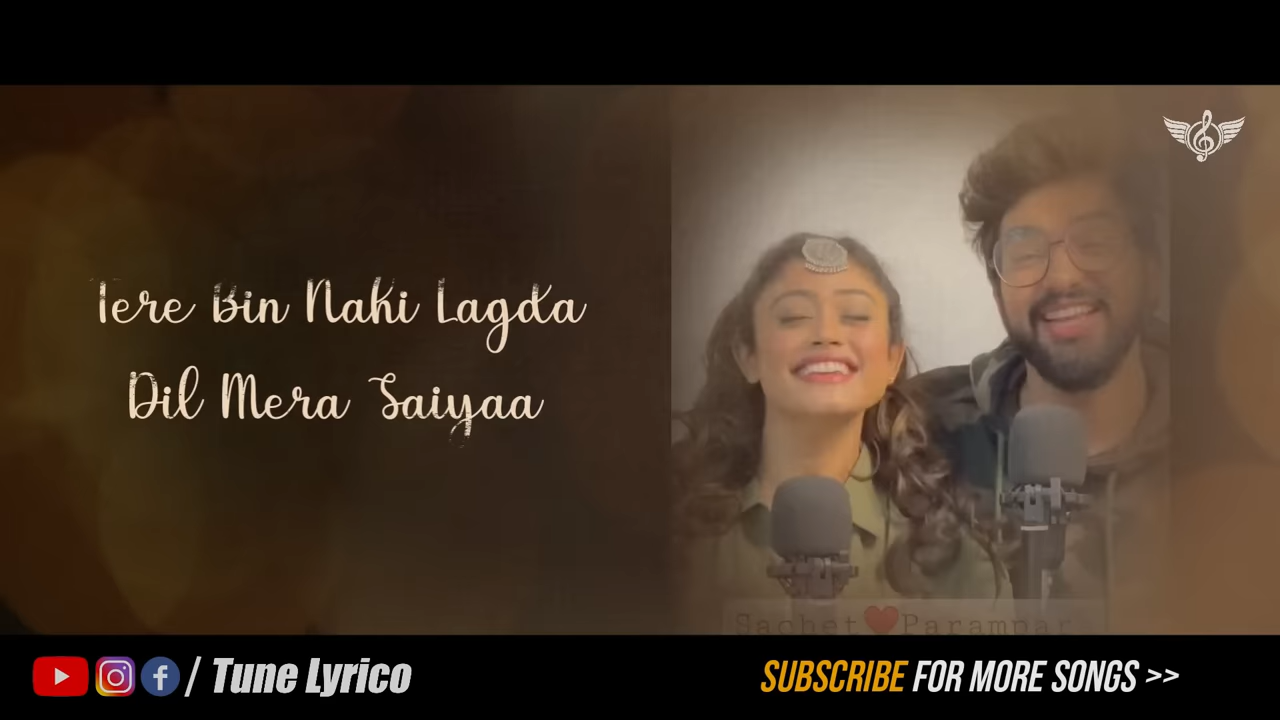 Tere Bin Nahi Lagda
Dil Mera Saiyaa
Sachet❤️Parampara
/ Tune Lyrico
SUBSCRIBE FOR MORE SONGS >>